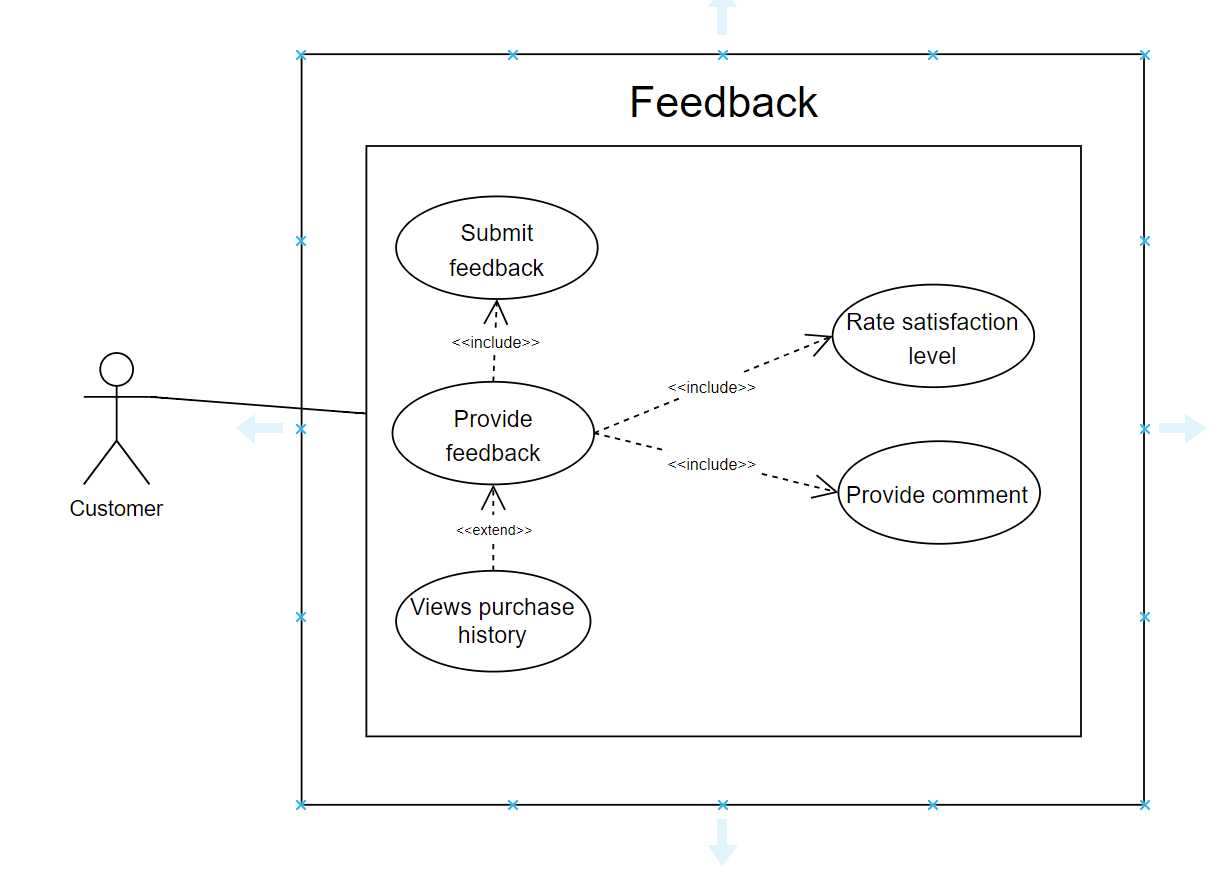 Feedback
Submit
feedback
<<include>>
Rate satisfaction
level
<<include>>
Provide
feedback
<<include>>
Provide comment
Customer
<<extend>>
Views purchase
history